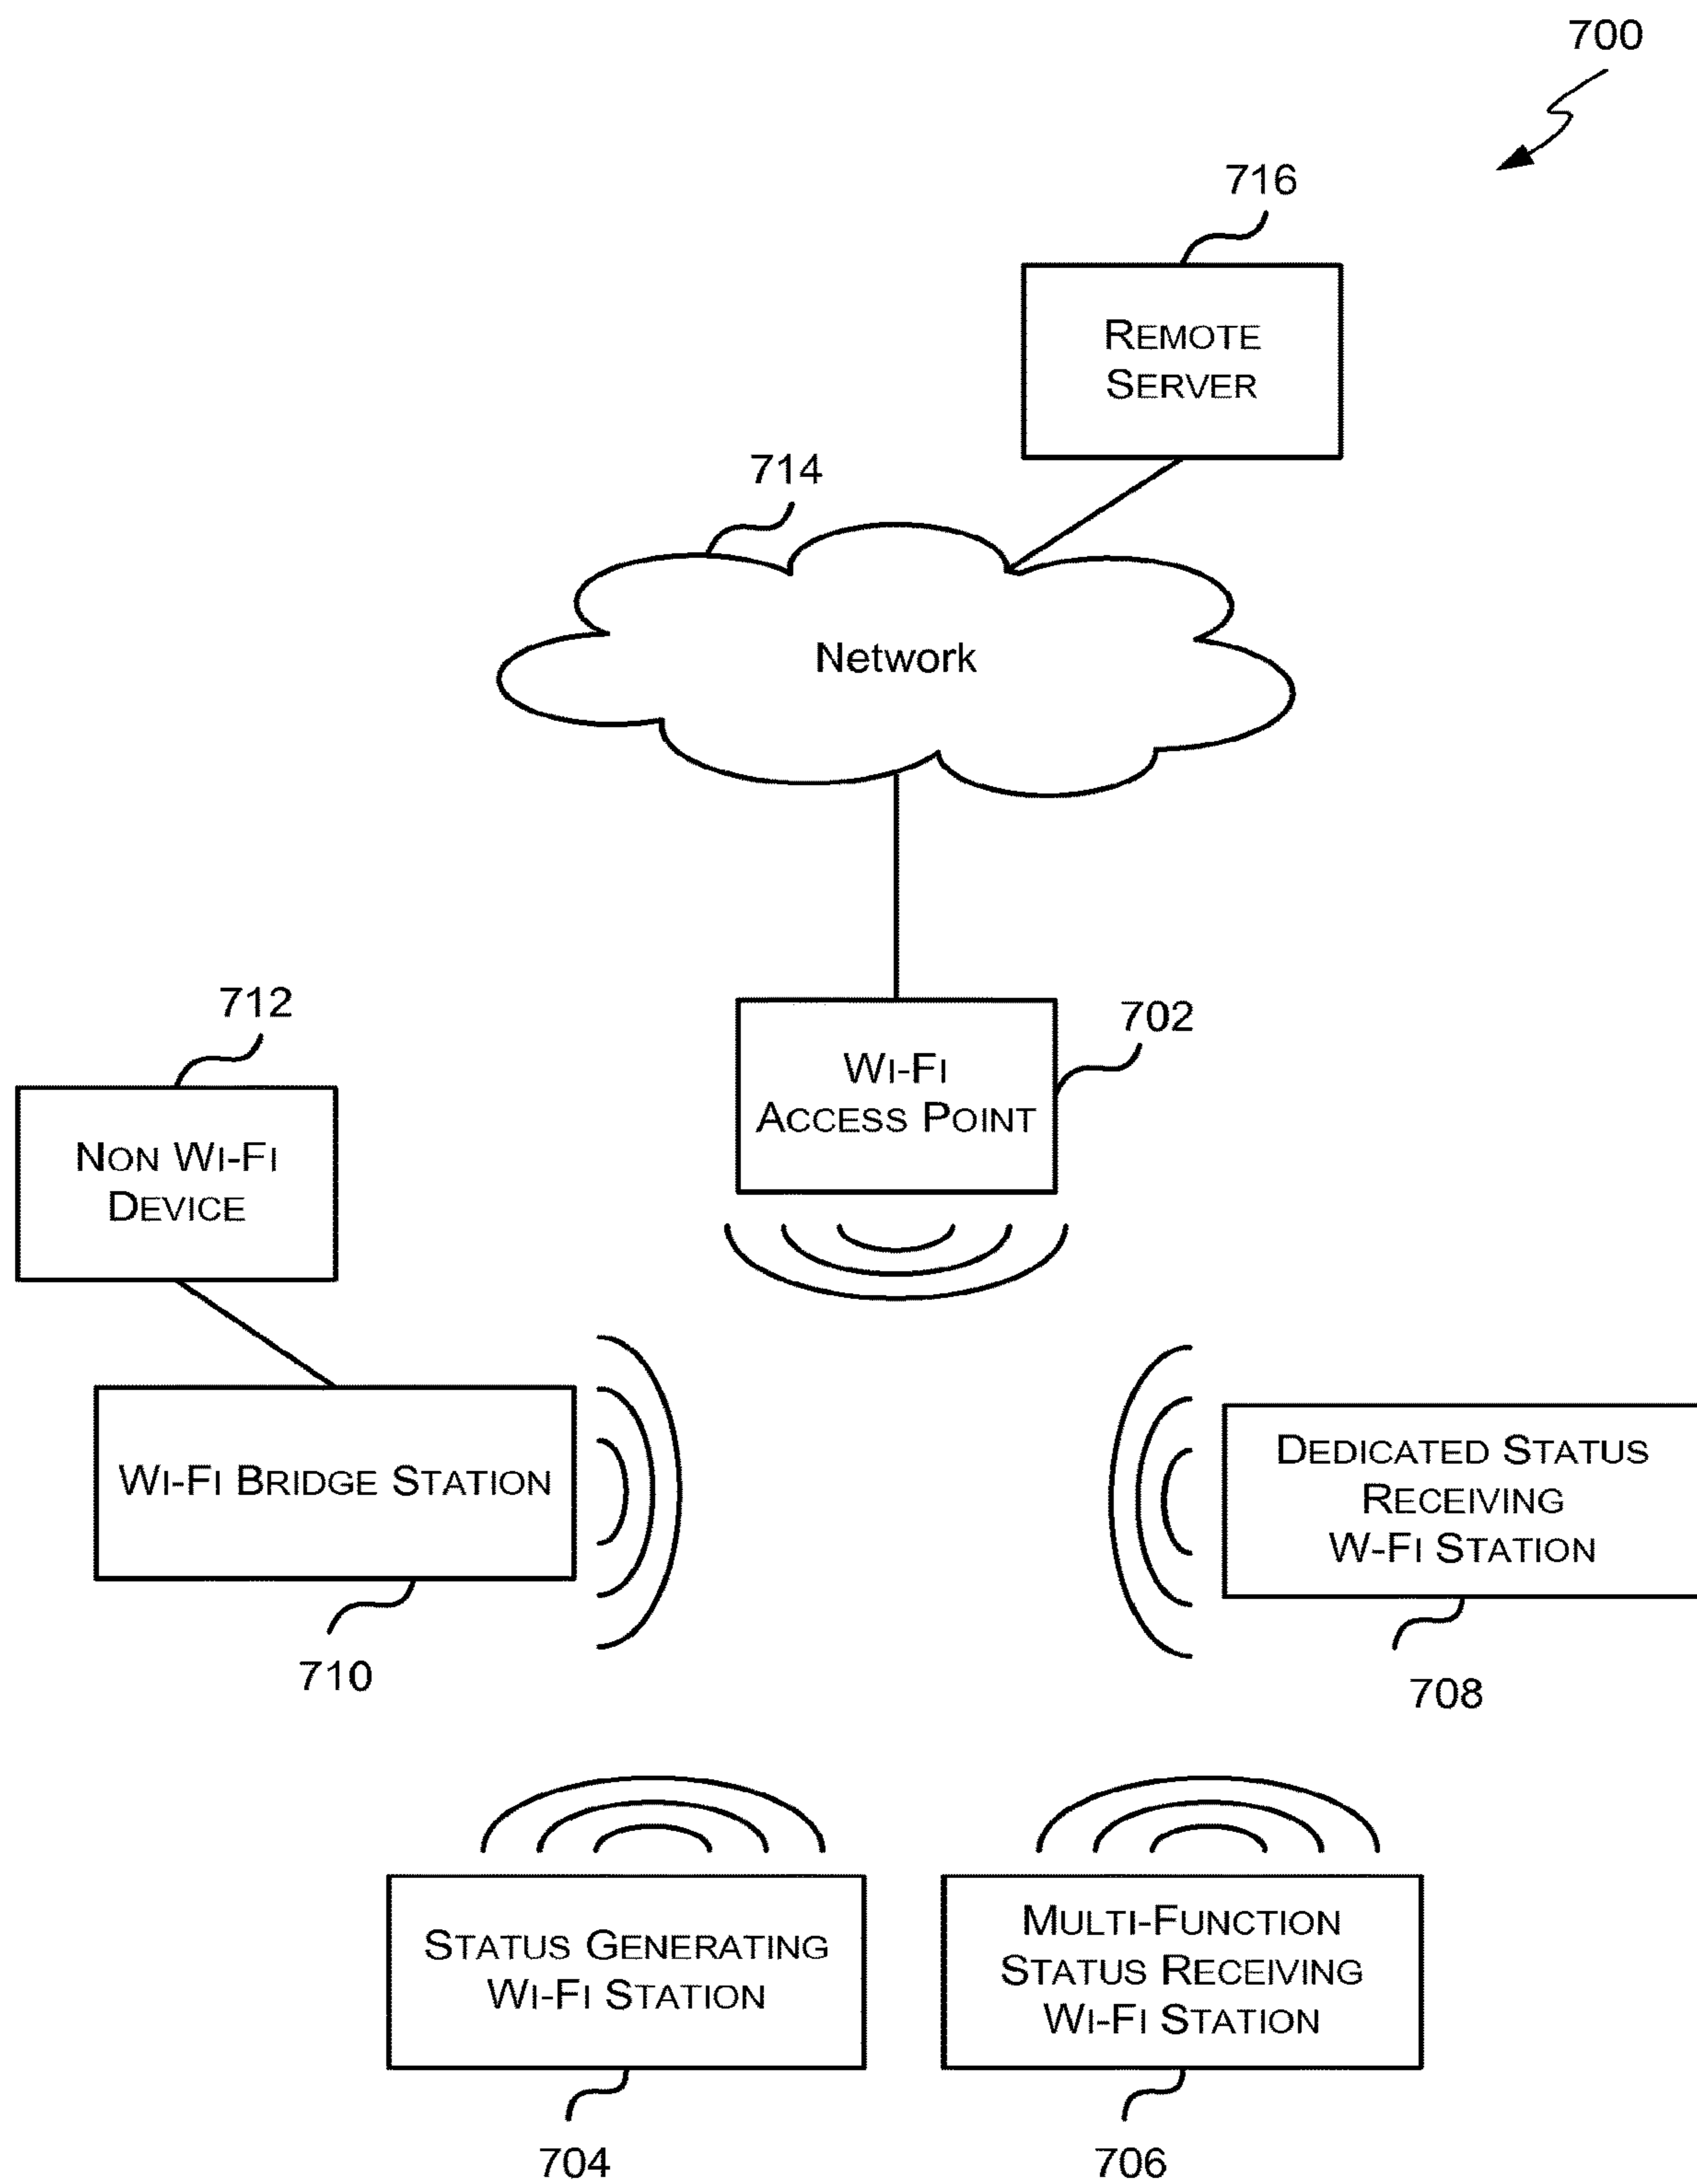 700
716
REMOTE
SERVER
714
Network
712
702
WI-FI
ACCESS POINT
NON WI-FI
DEVICE
WI-FI BRIDGE STATION
DEDICATED STATUS
RECEIVING
W-FI STATION
710
708
STATUS GENERATING
WI-FI STATION
MULTI-FUNCTION
STATUS RECEIVING
WI-FI STATION
704
706